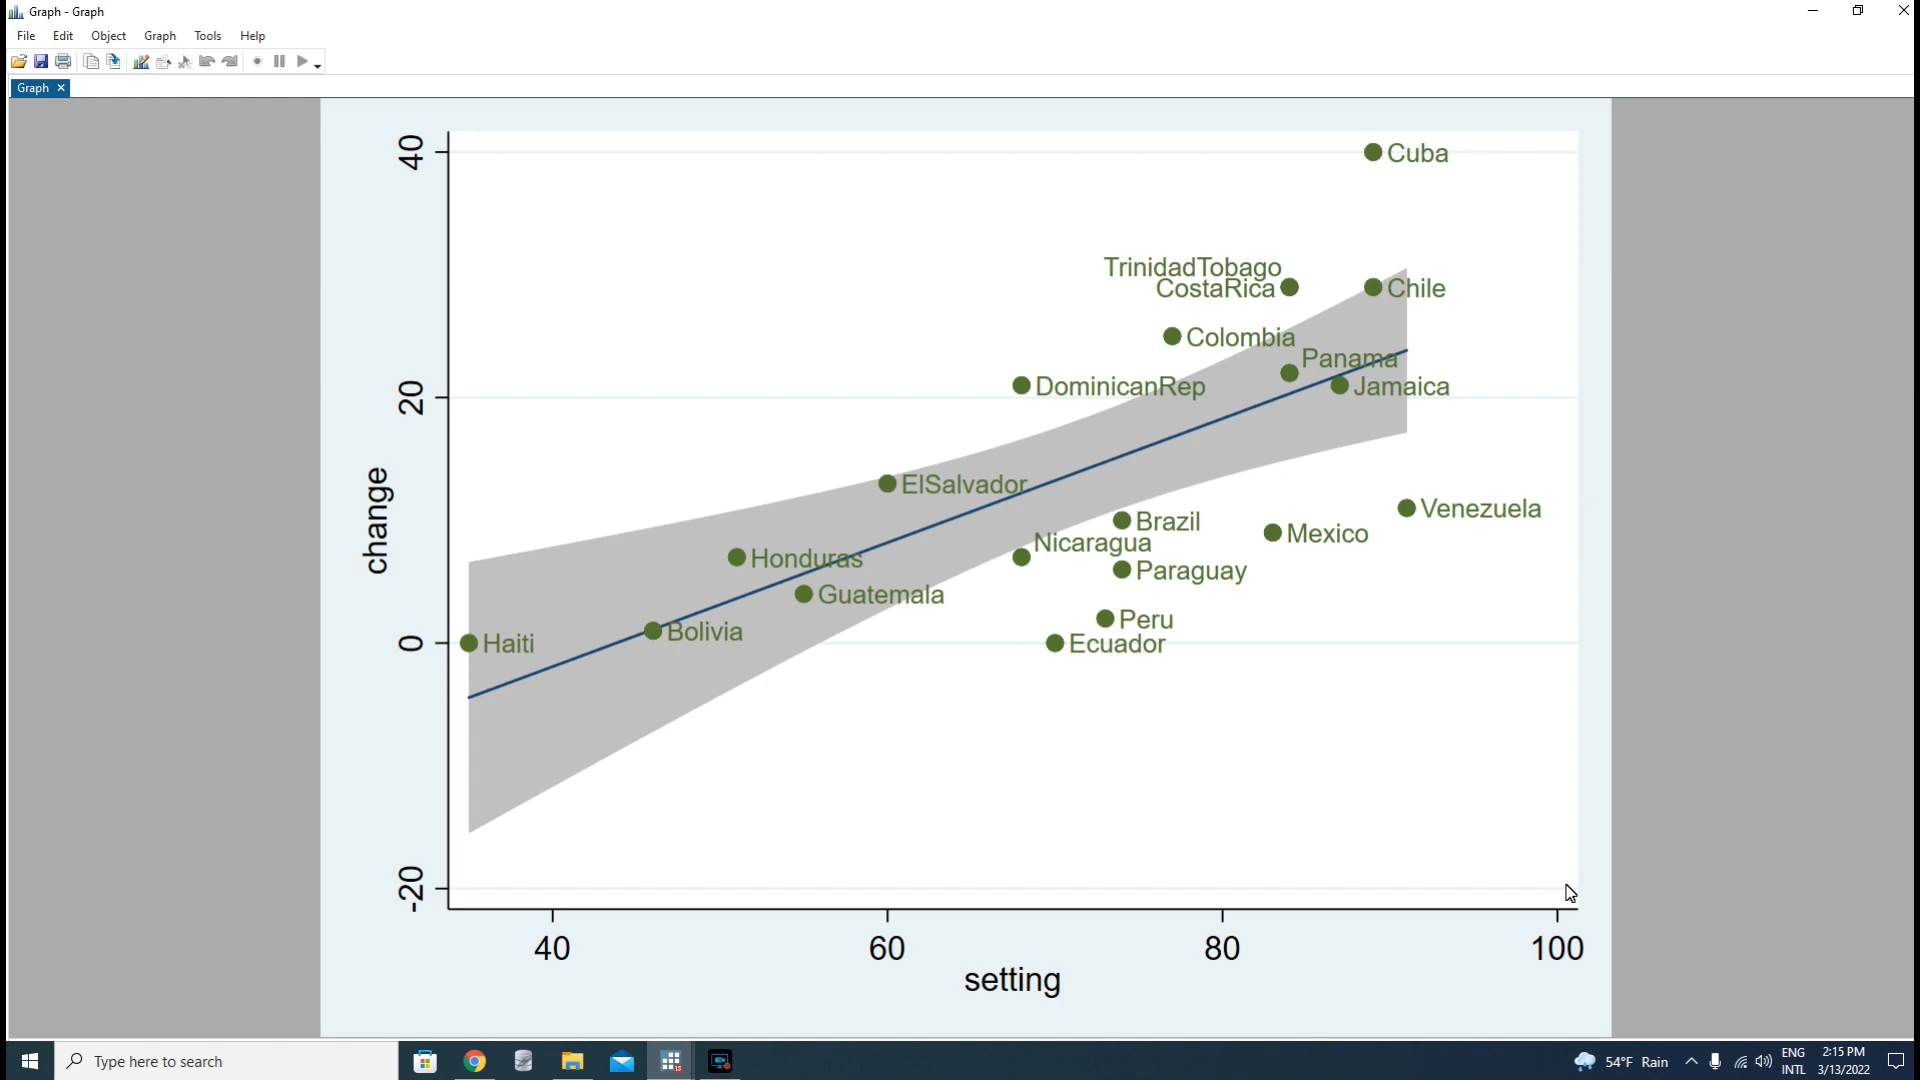 Graph - Graph
File Edit Object Graph Tools Help
Graph
40
20
0
-20
change
Cuba
TrinidadTobago
CostaRica
Chile
Colombia
Panama
DominicanRep
Jamaica
ElSalvador
Venezuela
Brazil
Mexico
Nicaragua
Honduras
Paraguay
Guatemala
Peru
Bolivia
Haiti
Ecuador
40 60 80 100
setting
Type here to search
54°F Rain
ENG
INTL
2:15 PM
3/13/2022